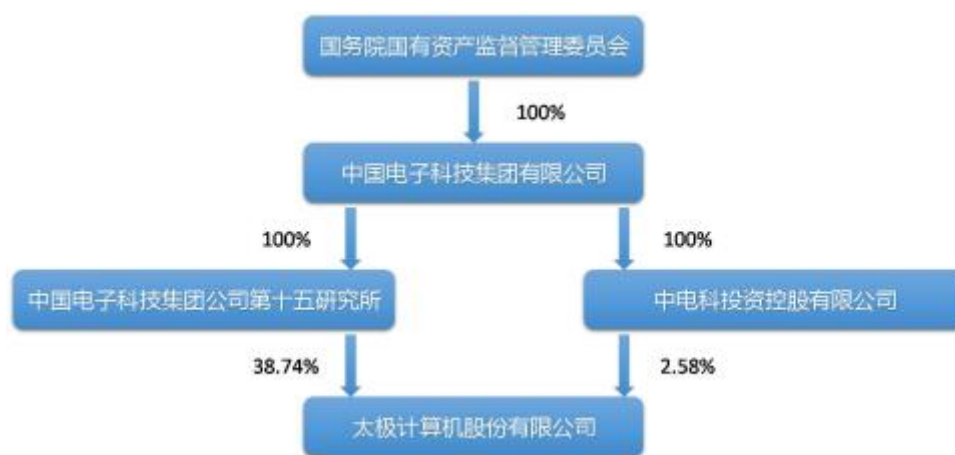 国务院国有资产监督管理委员会
100%
中国电子科技集团有限公司
100%
100%
中国电子科技集团公司第十五研究所
中电科投资控股有限公司
38.74%
2.58%
太极计算机股份有限公司